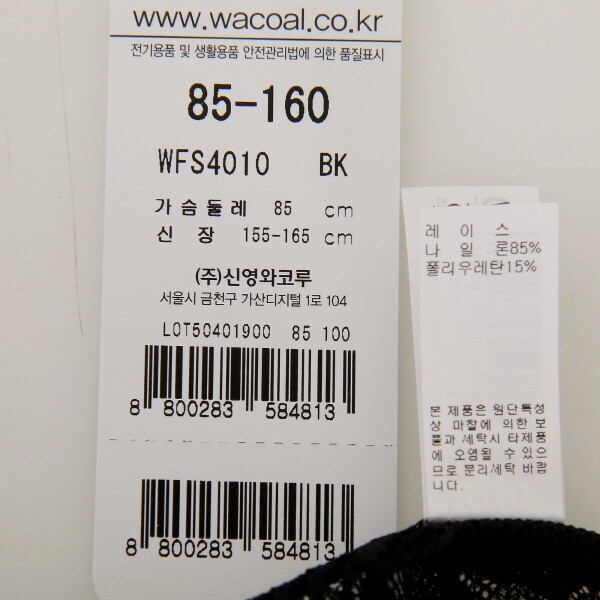 www.wacoal.co.kr
전기용품 및 생활용품 안전관리법에 의한 품질표시
85-160
WFS4010 BK
가슴둘레 85 cm
신 장 155-165 cm
(주)신영와코루
서울시 금천구 가산디지털 1로 104
LOT50401900 85 100
8 800283 584813
8 800283 584813
레 이 스
나 일 론85%
폴리우레탄15%
본 제품은 원단특성
상 마찰에 의한 보
풀과 세탁시 타제품
에 오염될 수 있으
므로 분리세탁 바랍
니다.